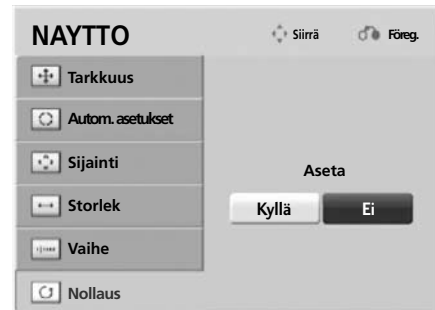 NAYTTO
Siirrä
Föreg.
Tarkkuus
Autom. asetukset
Sijainti
Storlek
Vaihe
Nollaus
Aseta
Kyllä
Ei